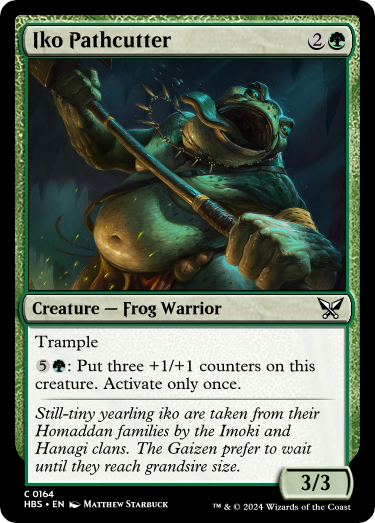 Iko Pathcutter 2
Creature — Frog Warrior
Trample
5: Put three +1/+1 counters on this
creature. Activate only once.
Still-tiny yearling iko are taken from their
Homaddan families by the Imoki and
Hanagi clans. The Gaizen prefer to wait
until they reach grandsire size.
3/3
C 0164
HBS • EN Matthew Starbuck
™ & © 2024 Wizards of the Coast